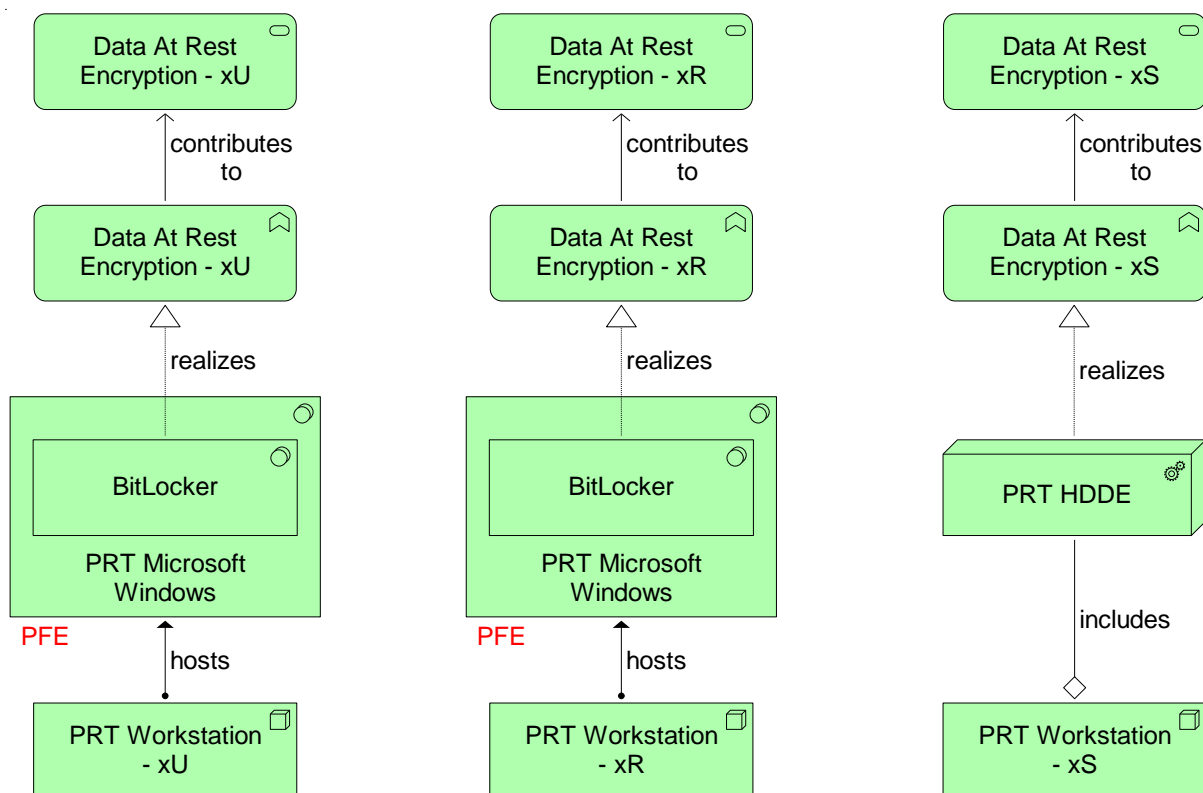 Data At Rest
Encryption - xU
contributes
to
Data At Rest
Encryption - xU
realizes
BitLocker
PRT Microsoft
Windows
PFE
hosts
PRT Workstation
- xU
Data At Rest
Encryption - xR
contributes
to
Data At Rest
Encryption - xR
realizes
BitLocker
PRT Microsoft
Windows
PFE
hosts
PRT Workstation
- xR
Data At Rest
Encryption - xS
contributes
to
Data At Rest
Encryption - xS
realizes
PRT HDDE
includes
PRT Workstation
- xS